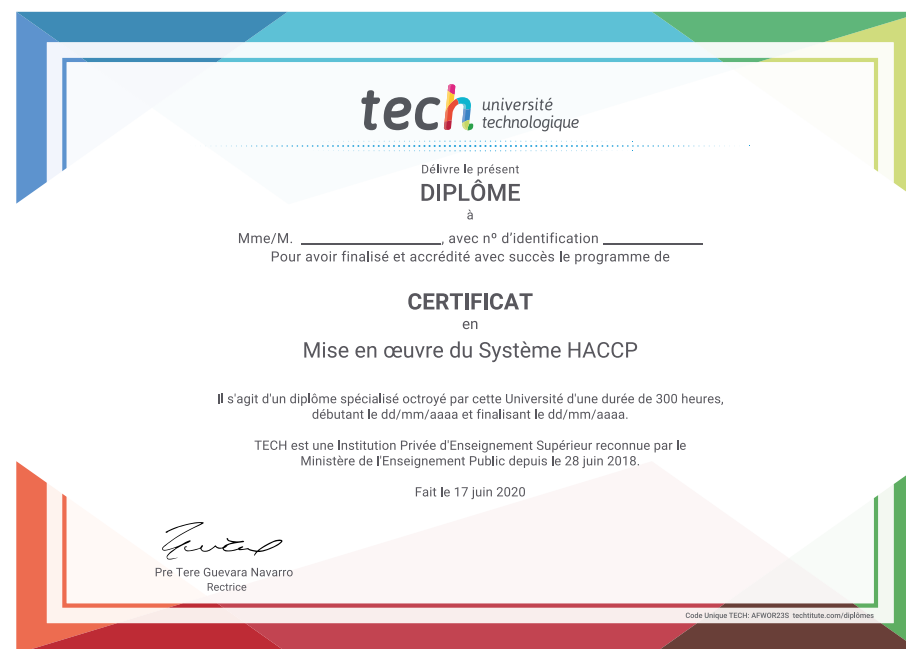 tech université
technologique
Délivre le présent
DIPLÔME
à
Mme/M. ____________________, avec nº d'identification ______________
Pour avoir finalisé et accrédité avec succès le programme de
CERTIFICAT
en
Mise en œuvre du Système HACCP
Il s'agit d'un diplôme spécialisé octroyé par cette Université d'une durée de 300 heures,
débutant le dd/mm/aaaa et finalisant le dd/mm/aaaa.
TECH est une Institution Privée d'Enseignement Supérieur reconnue par le
Ministère de l'Enseignement Public depuis le 28 juin 2018.
Fait le 17 juin 2020
Pre Tere Guevara Navarro
Rectrice
Code Unique TECH: AFWOR23S techtitute.com/diplômes